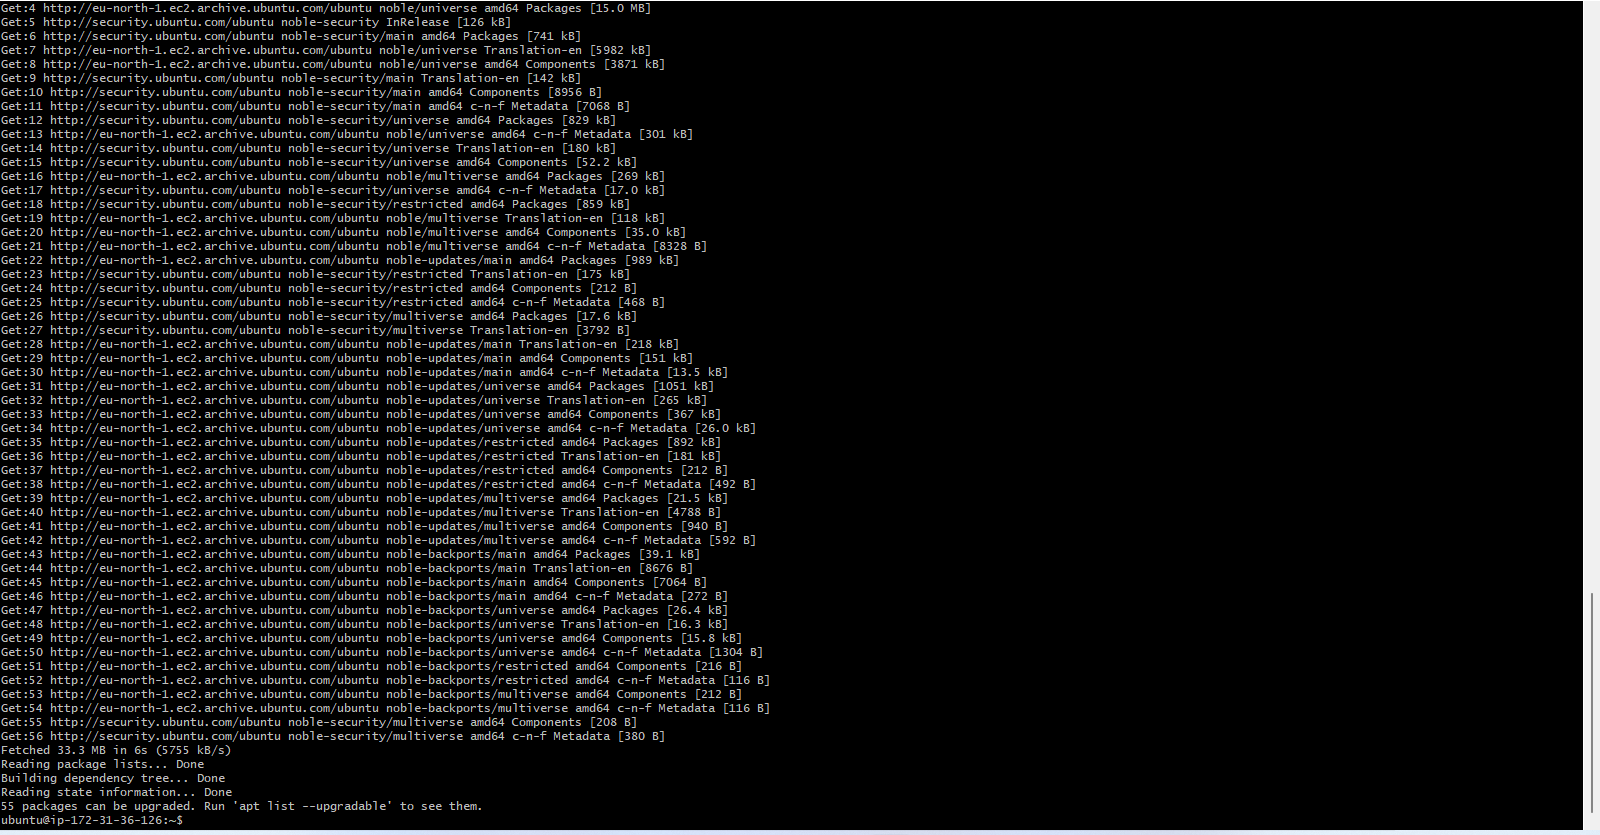 Get:4 http://eu-north-1.ec2.archive.ubuntu.com/ubuntu noble/universe amd64 Packages [15.0 MB]
Get:5 http://security.ubuntu.com/ubuntu noble-security InRelease [126 kB]
Get:6 http://security.ubuntu.com/ubuntu noble-security/main amd64 Packages [741 kB]
Get:7 http://eu-north-1.ec2.archive.ubuntu.com/ubuntu noble/universe Translation-en [5982 kB]
Get:8 http://eu-north-1.ec2.archive.ubuntu.com/ubuntu noble/universe amd64 Components [3871 kB]
Get:9 http://security.ubuntu.com/ubuntu noble-security/main Translation-en [142 kB]
Get:10 http://security.ubuntu.com/ubuntu noble-security/main amd64 Components [8956 B]
Get:11 http://security.ubuntu.com/ubuntu noble-security/main amd64 c-n-f Metadata [7068 B]
Get:12 http://security.ubuntu.com/ubuntu noble-security/universe amd64 Packages [829 kB]
Get:13 http://eu-north-1.ec2.archive.ubuntu.com/ubuntu noble/universe amd64 c-n-f Metadata [301 kB]
Get:14 http://security.ubuntu.com/ubuntu noble-security/universe Translation-en [180 kB]
Get:15 http://security.ubuntu.com/ubuntu noble-security/universe amd64 Components [52.2 kB]
Get:16 http://eu-north-1.ec2.archive.ubuntu.com/ubuntu noble/multiverse amd64 Packages [269 kB]
Get:17 http://security.ubuntu.com/ubuntu noble-security/universe amd64 c-n-f Metadata [17.0 kB]
Get:18 http://security.ubuntu.com/ubuntu noble-security/restricted amd64 Packages [859 kB]
Get:19 http://eu-north-1.ec2.archive.ubuntu.com/ubuntu noble/multiverse Translation-en [118 kB]
Get:20 http://eu-north-1.ec2.archive.ubuntu.com/ubuntu noble/multiverse amd64 Components [35.0 kB]
Get:21 http://eu-north-1.ec2.archive.ubuntu.com/ubuntu noble/multiverse amd64 c-n-f Metadata [8328 B]
Get:22 http://eu-north-1.ec2.archive.ubuntu.com/ubuntu noble-updates/main amd64 Packages [989 kB]
Get:23 http://security.ubuntu.com/ubuntu noble-security/restricted Translation-en [175 kB]
Get:24 http://security.ubuntu.com/ubuntu noble-security/restricted amd64 Components [212 B]
Get:25 http://security.ubuntu.com/ubuntu noble-security/restricted amd64 c-n-f Metadata [468 B]
Get:26 http://security.ubuntu.com/ubuntu noble-security/multiverse amd64 Packages [17.6 kB]
Get:27 http://security.ubuntu.com/ubuntu noble-security/multiverse Translation-en [3792 B]
Get:28 http://eu-north-1.ec2.archive.ubuntu.com/ubuntu noble-updates/main Translation-en [218 kB]
Get:29 http://eu-north-1.ec2.archive.ubuntu.com/ubuntu noble-updates/main amd64 Components [151 kB]
Get:30 http://eu-north-1.ec2.archive.ubuntu.com/ubuntu noble-updates/main amd64 c-n-f Metadata [13.5 kB]
Get:31 http://eu-north-1.ec2.archive.ubuntu.com/ubuntu noble-updates/universe amd64 Packages [1051 kB]
Get:32 http://eu-north-1.ec2.archive.ubuntu.com/ubuntu noble-updates/universe Translation-en [265 kB]
Get:33 http://eu-north-1.ec2.archive.ubuntu.com/ubuntu noble-updates/universe amd64 Components [367 kB]
Get:34 http://eu-north-1.ec2.archive.ubuntu.com/ubuntu noble-updates/universe amd64 c-n-f Metadata [26.0 kB]
Get:35 http://eu-north-1.ec2.archive.ubuntu.com/ubuntu noble-updates/restricted amd64 Packages [892 kB]
Get:36 http://eu-north-1.ec2.archive.ubuntu.com/ubuntu noble-updates/restricted Translation-en [181 kB]
Get:37 http://eu-north-1.ec2.archive.ubuntu.com/ubuntu noble-updates/restricted amd64 Components [212 B]
Get:38 http://eu-north-1.ec2.archive.ubuntu.com/ubuntu noble-updates/restricted amd64 c-n-f Metadata [492 B]
Get:39 http://eu-north-1.ec2.archive.ubuntu.com/ubuntu noble-updates/multiverse amd64 Packages [21.5 kB]
Get:40 http://eu-north-1.ec2.archive.ubuntu.com/ubuntu noble-updates/multiverse Translation-en [4788 B]
Get:41 http://eu-north-1.ec2.archive.ubuntu.com/ubuntu noble-updates/multiverse amd64 Components [940 B]
Get:42 http://eu-north-1.ec2.archive.ubuntu.com/ubuntu noble-updates/multiverse amd64 c-n-f Metadata [592 B]
Get:43 http://eu-north-1.ec2.archive.ubuntu.com/ubuntu noble-backports/main amd64 Packages [39.1 kB]
Get:44 http://eu-north-1.ec2.archive.ubuntu.com/ubuntu noble-backports/main Translation-en [8676 B]
Get:45 http://eu-north-1.ec2.archive.ubuntu.com/ubuntu noble-backports/main amd64 Components [7064 B]
Get:46 http://eu-north-1.ec2.archive.ubuntu.com/ubuntu noble-backports/main amd64 c-n-f Metadata [272 B]
Get:47 http://eu-north-1.ec2.archive.ubuntu.com/ubuntu noble-backports/universe amd64 Packages [26.4 kB]
Get:48 http://eu-north-1.ec2.archive.ubuntu.com/ubuntu noble-backports/universe Translation-en [16.3 kB]
Get:49 http://eu-north-1.ec2.archive.ubuntu.com/ubuntu noble-backports/universe amd64 Components [15.8 kB]
Get:50 http://eu-north-1.ec2.archive.ubuntu.com/ubuntu noble-backports/universe amd64 c-n-f Metadata [1304 B]
Get:51 http://eu-north-1.ec2.archive.ubuntu.com/ubuntu noble-backports/restricted amd64 Components [216 B]
Get:52 http://eu-north-1.ec2.archive.ubuntu.com/ubuntu noble-backports/restricted amd64 c-n-f Metadata [116 B]
Get:53 http://eu-north-1.ec2.archive.ubuntu.com/ubuntu noble-backports/multiverse amd64 Components [212 B]
Get:54 http://eu-north-1.ec2.archive.ubuntu.com/ubuntu noble-backports/multiverse amd64 c-n-f Metadata [116 B]
Get:55 http://security.ubuntu.com/ubuntu noble-security/multiverse amd64 Components [208 B]
Get:56 http://security.ubuntu.com/ubuntu noble-security/multiverse amd64 c-n-f Metadata [380 B]
Fetched 33.3 MB in 6s (5755 kB/s)
Reading package lists... Done
Building dependency tree... Done
Reading state information... Done
55 packages can be upgraded. Run 'apt list --upgradable' to see them.
ubuntu@ip-172-31-36-126:~$